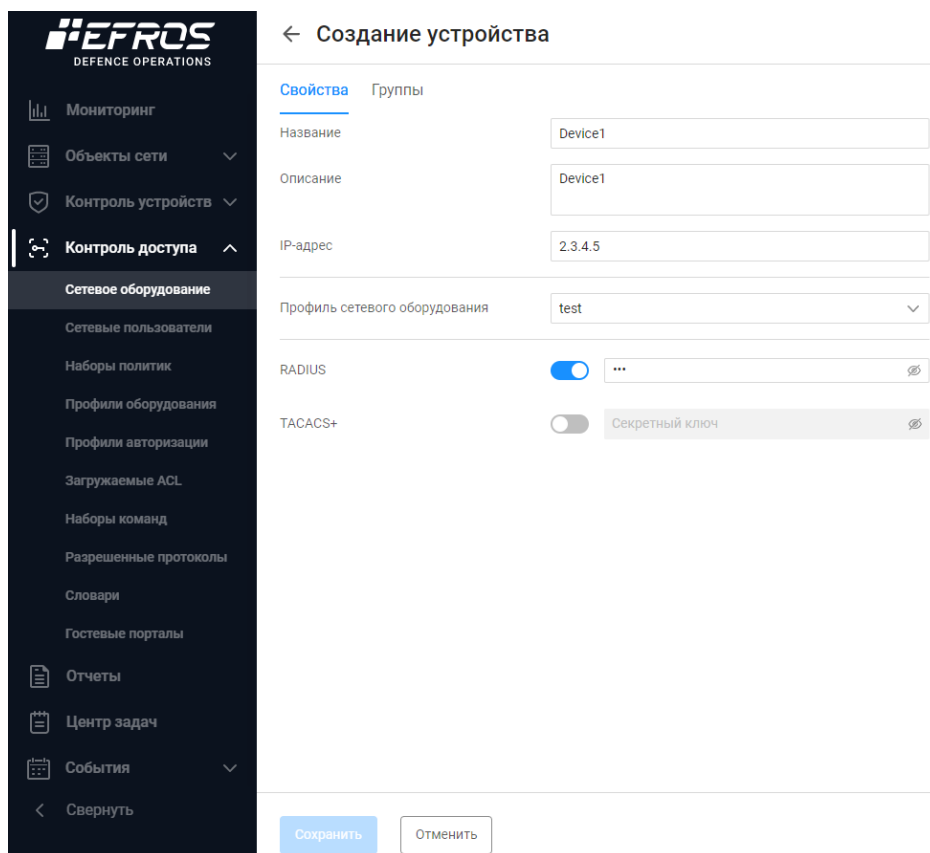 EFROS
DEFENCE OPERATIONS
Мониторинг
Объекты сети
Контроль устройств
Контроль доступа
Сетевое оборудование
Сетевые пользователи
Наборы политик
Профили оборудования
Профили авторизации
Загружаемые ACL
Наборы команд
Разрешенные протоколы
Словари
Гостевые порталы
Отчеты
Центр задач
События
Свернуть
Создание устройства
Свойства Группы
Название Device1
Описание Device1
IP-адрес 2.3.4.5
Профиль сетевого оборудования test
RADIUS •••
TACACS+ Секретный ключ
Сохранить Отменить